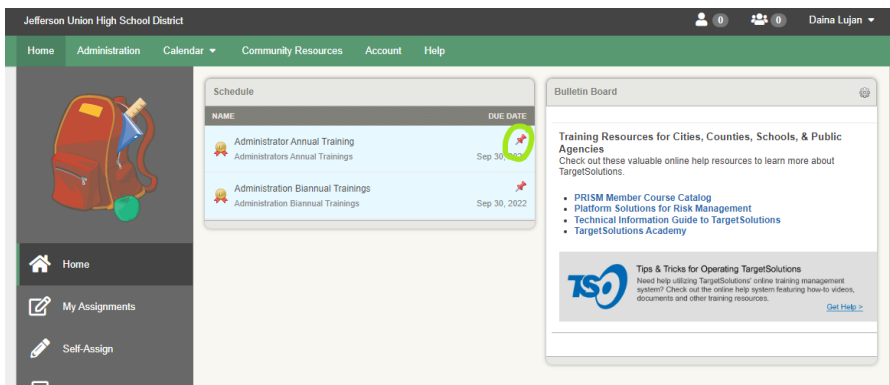 Jefferson Union High School District
0
0
Daina Lujan
Home
Administration
Calendar
Community Resources
Account
Help
Schedule
NAME
DUE DATE
Administrator Annual Training
Administrators Annual Trainings
Sep 30, 2022
Administration Biannual Trainings
Administration Biannual Trainings
Sep 30, 2022
Home
My Assignments
Self-Assign
Bulletin Board
Training Resources for Cities, Counties, Schools, & Public
Agencies
Check out these valuable online help resources to learn more about
TargetSolutions.
PRISM Member Course Catalog
Platform Solutions for Risk Management
Technical Information Guide to TargetSolutions
TargetSolutions Academy
TSO
Tips & Tricks for Operating TargetSolutions
Need help utilizing TargetSolutions' online training management
system? Check out the online help system featuring how-to videos,
documents and other training resources.
Get Help >